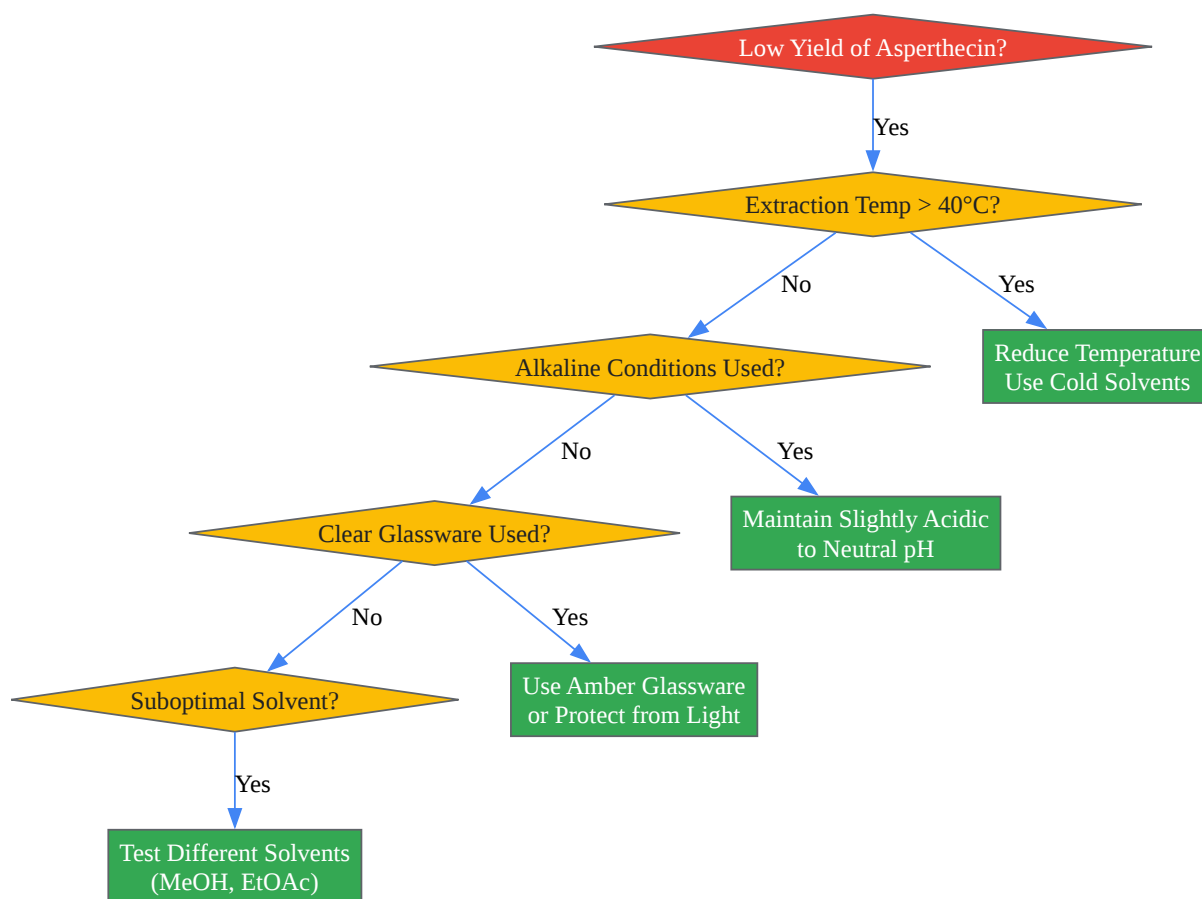 Low Yield of Asperthecin?
Yes
Extraction Temp > 40°C?
No
Yes
Alkaline Conditions Used?
Reduce Temperature
Use Cold Solvents
No
Yes
Clear Glassware Used?
Maintain Slightly Acidic
to Neutral pH
No
Yes
Suboptimal Solvent?
Use Amber Glassware
or Protect from Light
Yes
Test Different Solvents
(MeOH, EtOAc)